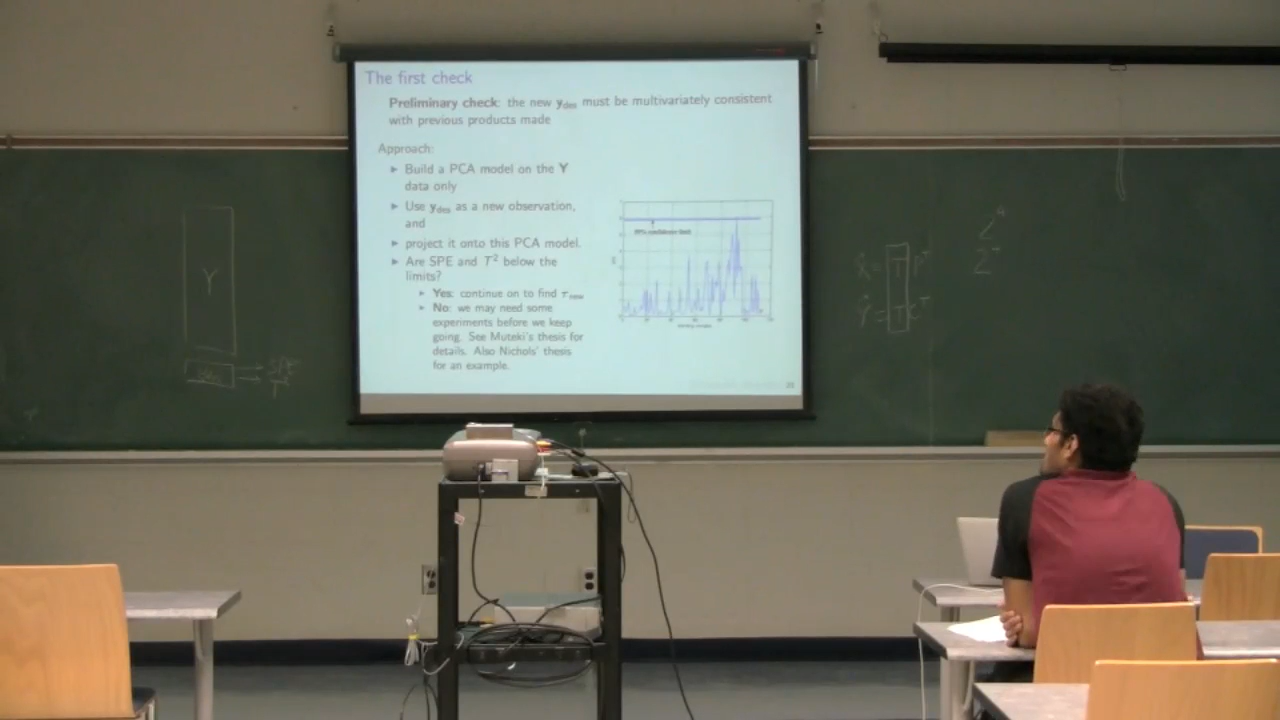 The first check
Preliminary check: the new y_des must be multivariately consistent
with previous products made
Approach:
Build a PCA model on the Y
data only
Use y_des as a new observation,
and
project it onto this PCA model.
Are SPE and T² below the
limits?
Yes: continue on to find τ_new
No: we may need some
experiments before we keep
going. See Muteki's thesis for
details. Also Nichols' thesis
for an example.
99% confidence limit
Y
SPE
T²